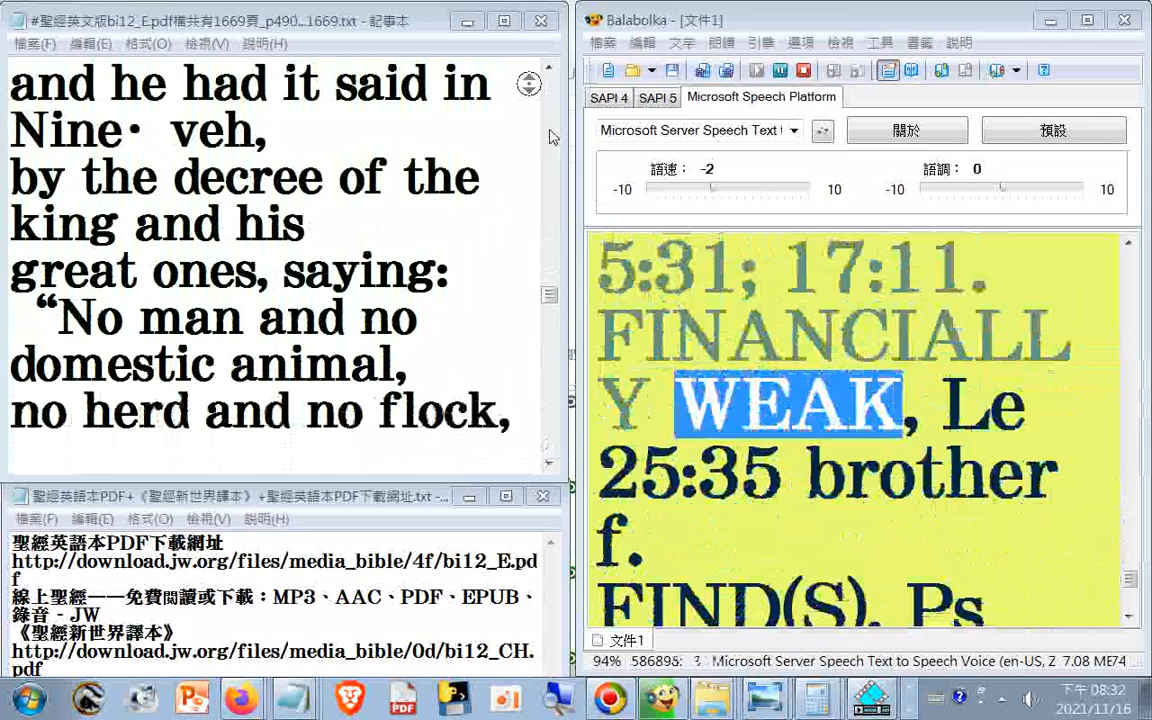 #聖經英文版bi12_E.pdf檔共有1669頁_p490...1669.txt - 記事本
檔案(F) 編輯(E) 格式(O) 檢視(V) 說明(H)
and he had it said in
Nine· veh,
by the decree of the
king and his
great ones, saying:
“No man and no
domestic animal,
no herd and no flock,
聖經英語本PDF+《聖經新世界譯本》+聖經英語本PDF下載網址.txt -...
檔案(F) 編輯(E) 格式(O) 檢視(V) 說明(H)
聖經英語本PDF下載網址
http://download.jw.org/files/media_bible/4f/bi12_E.pd
f
線上聖經──免費閱讀或下載：MP3、AAC、PDF、EPUB、
錄音 - JW
《聖經新世界譯本》
http://download.jw.org/files/media_bible/0d/bi12_CH.
pdf
Balabolka - [文件1]
檔案 編輯 文字 朗讀 引擎 選項 檢視 工具 書籤 說明
SAPI 4 SAPI 5 Microsoft Speech Platform
Microsoft Server Speech Text
關於 預設
語速： -2 語調： 0
-10 10 -10 10
5:31; 17:11.
FINANCIALL
Y WEAK, Le
25:35 brother
f.
FIND(S), Ps
文件1
94% Microsoft Server Speech Text to Speech Voice (en-US, Z 7.08 ME
下午 08:32
2021/11/16